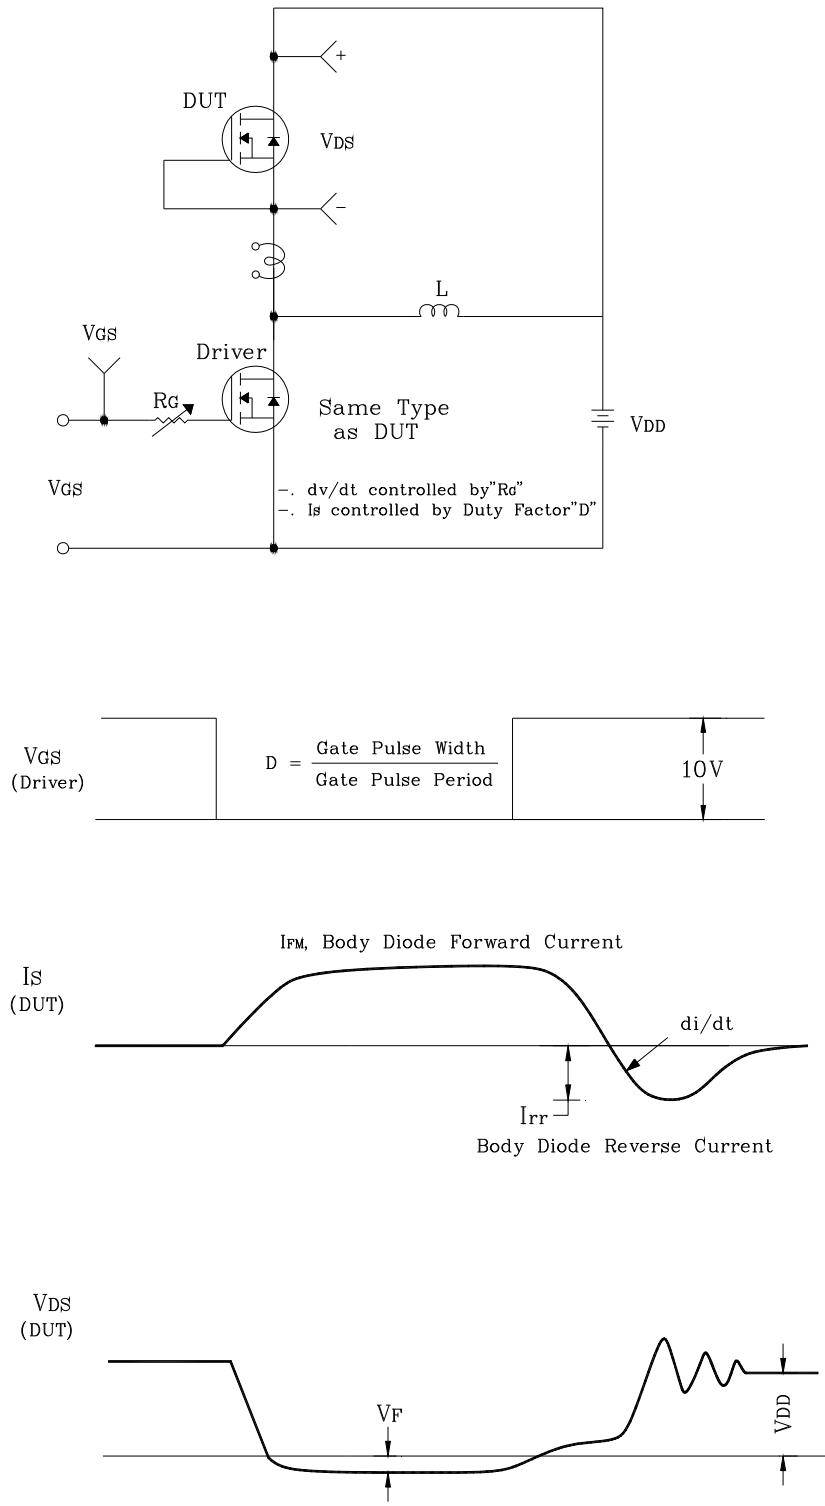 +
DUT
VDS
−
L
VGS
Driver
RG
Same Type
as DUT
VDD
VGS
−. dv/dt controlled by"RG"
−. Is controlled by Duty Factor"D"
VGS
(Driver)
D = Gate Pulse Width
Gate Pulse Period
10V
IFM, Body Diode Forward Current
IS
(DUT)
di/dt
Irr
Body Diode Reverse Current
VDS
(DUT)
VF
VDD